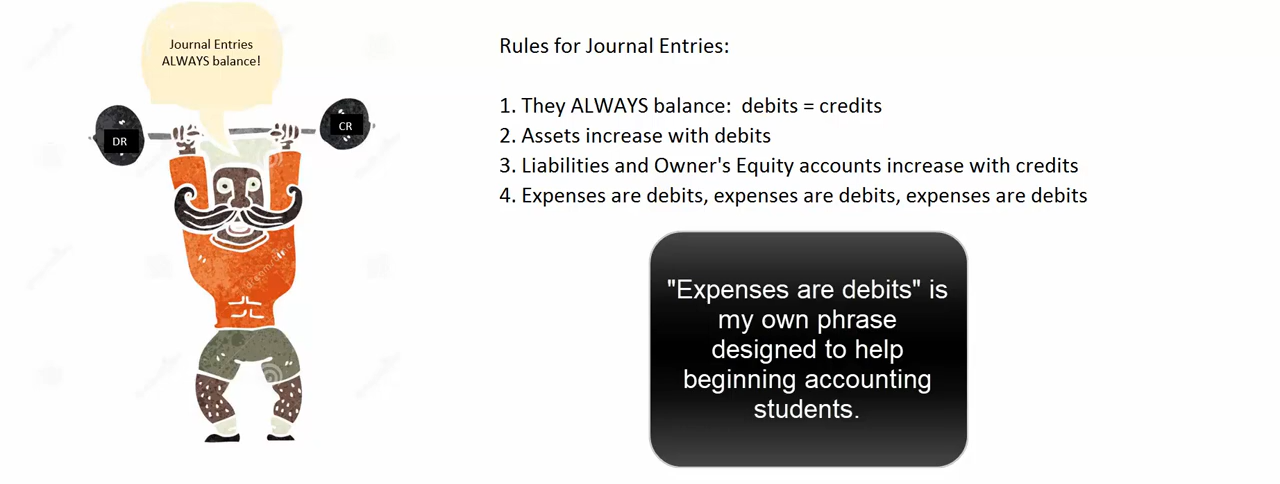 Journal Entries
ALWAYS balance!
DR
CR
Rules for Journal Entries:
1. They ALWAYS balance:  debits = credits
2. Assets increase with debits
3. Liabilities and Owner's Equity accounts increase with credits
4. Expenses are debits, expenses are debits, expenses are debits
"Expenses are debits" is
my own phrase
designed to help
beginning accounting
students.